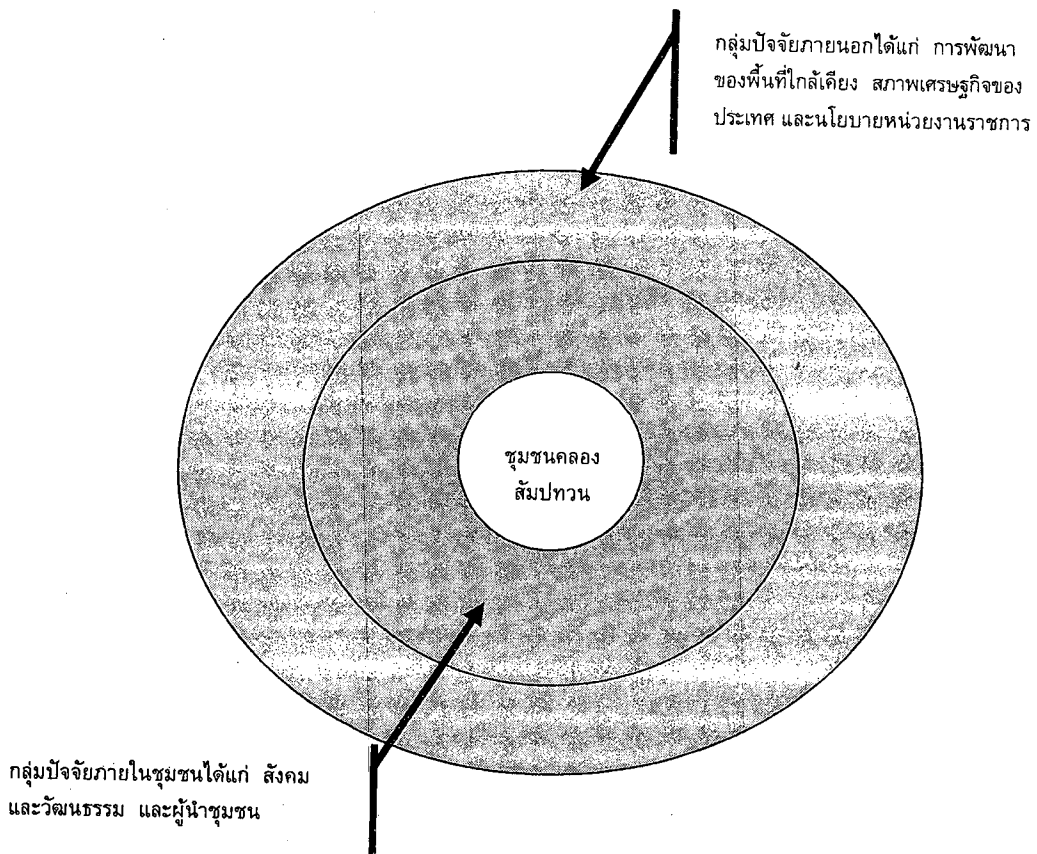 กลุ่มปัจจัยภายนอกได้แก่ การพัฒนา
ของพื้นที่ใกล้เคียง สภาพเศรษฐกิจของ
ประเทศ และนโยบายหน่วยงานราชการ
ชุมชนคลอง
สัมปทวน
กลุ่มปัจจัยภายในชุมชนได้แก่ สังคม
และวัฒนธรรม และผู้นำชุมชน